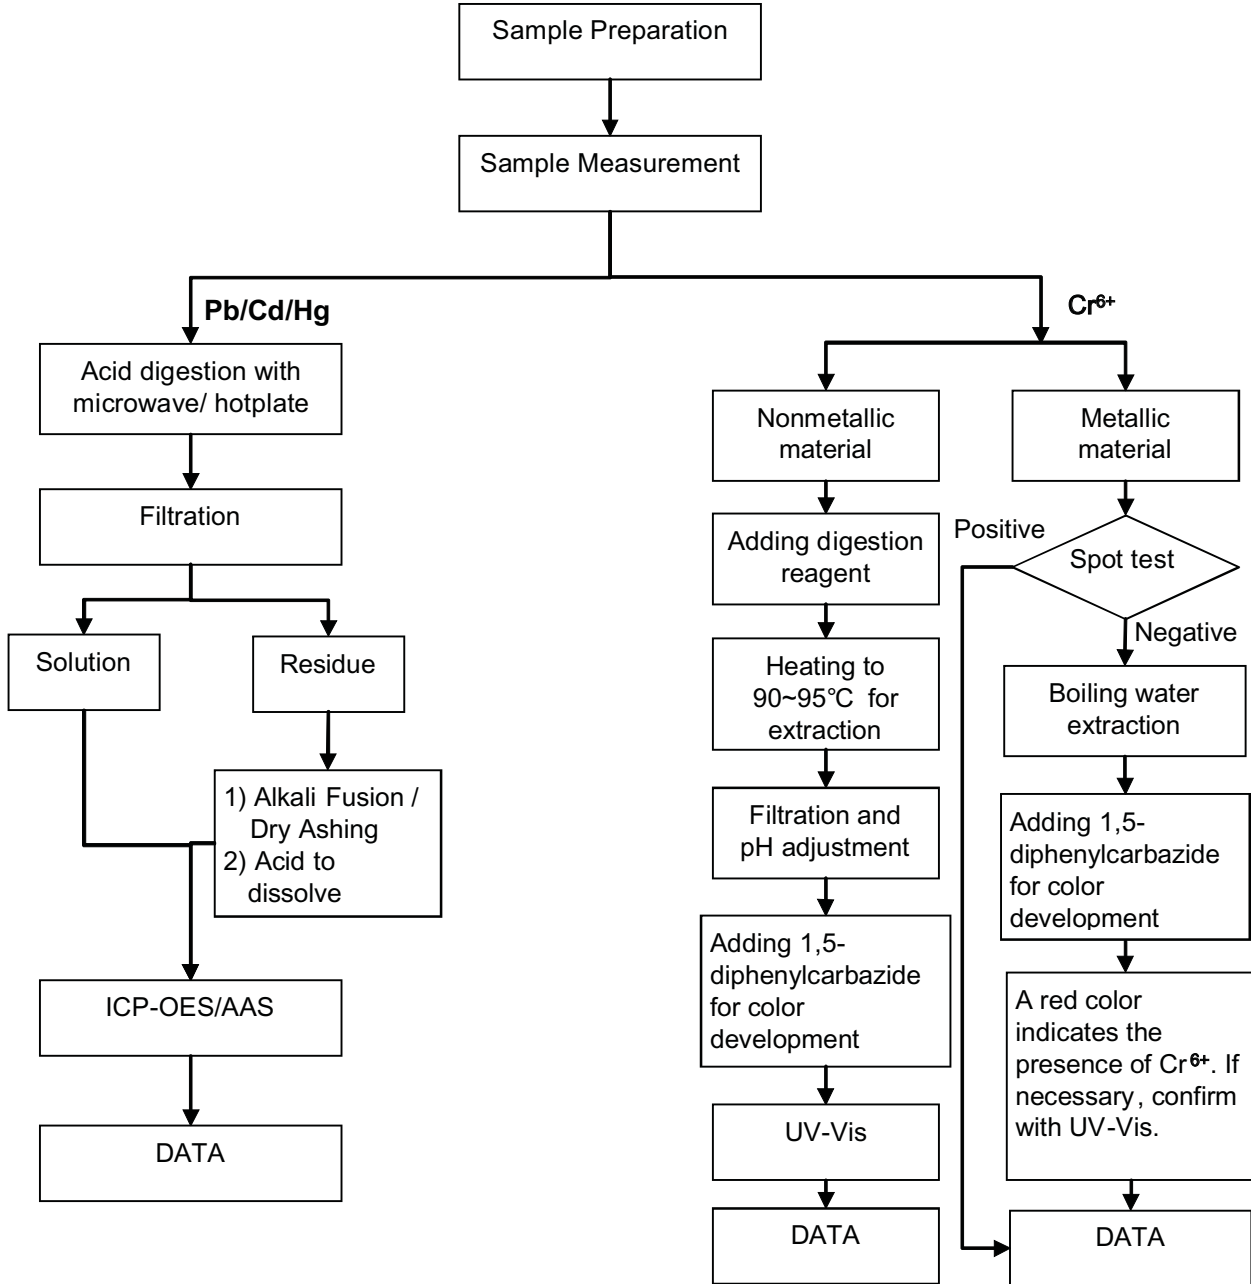 Sample Preparation
Sample Measurement
Pb/Cd/Hg
Acid digestion with
microwave/ hotplate
Filtration
Solution
Residue
1) Alkali Fusion /
Dry Ashing
2) Acid to
dissolve
ICP-OES/AAS
DATA
Cr⁶⁺
Nonmetallic
material
Adding digestion
reagent
Heating to
90~95℃ for
extraction
Filtration and
pH adjustment
Adding 1,5-
diphenylcarbazide
for color
development
UV-Vis
DATA
Metallic
material
Positive
Spot test
Negative
Boiling water
extraction
Adding 1,5-
diphenylcarbazide
for color
development
A red color
indicates the
presence of Cr⁶⁺. If
necessary, confirm
with UV-Vis.
DATA